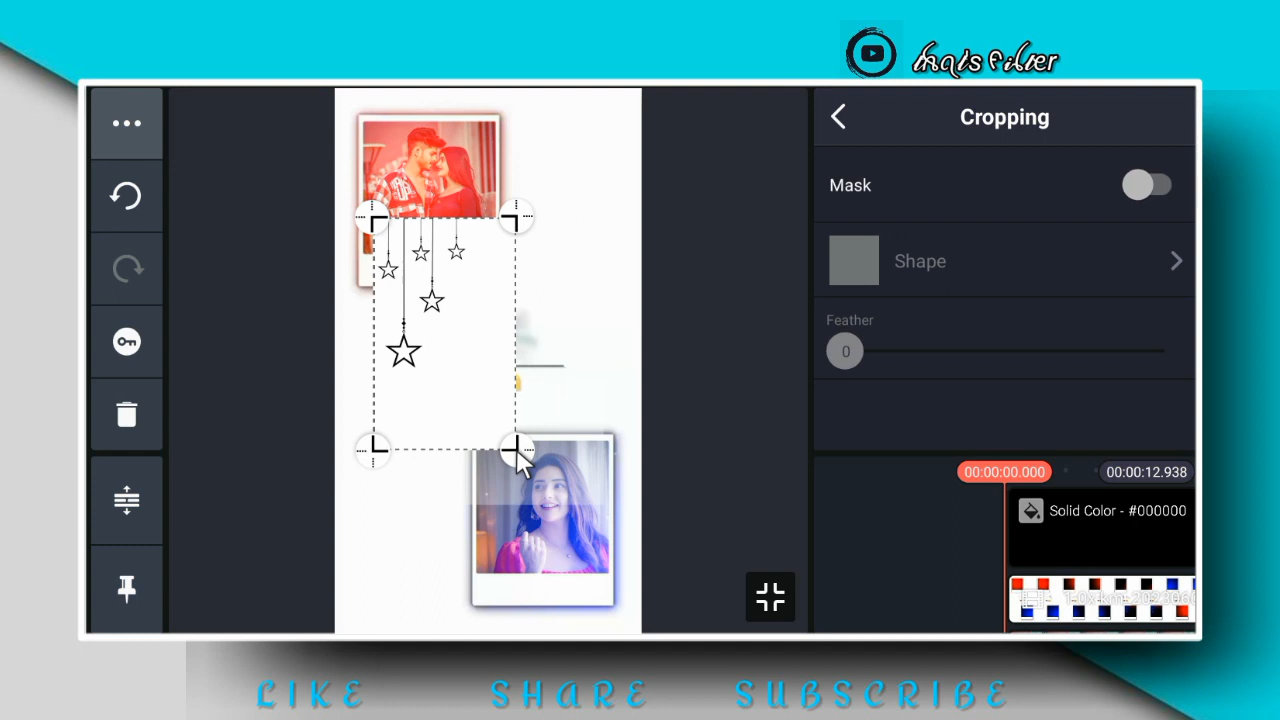 Cropping
Mask
Shape
Feather
0
00:00:00.000
00:00:12.938
Solid Color - #000000
LIKE SHARE SUBSCRIBE